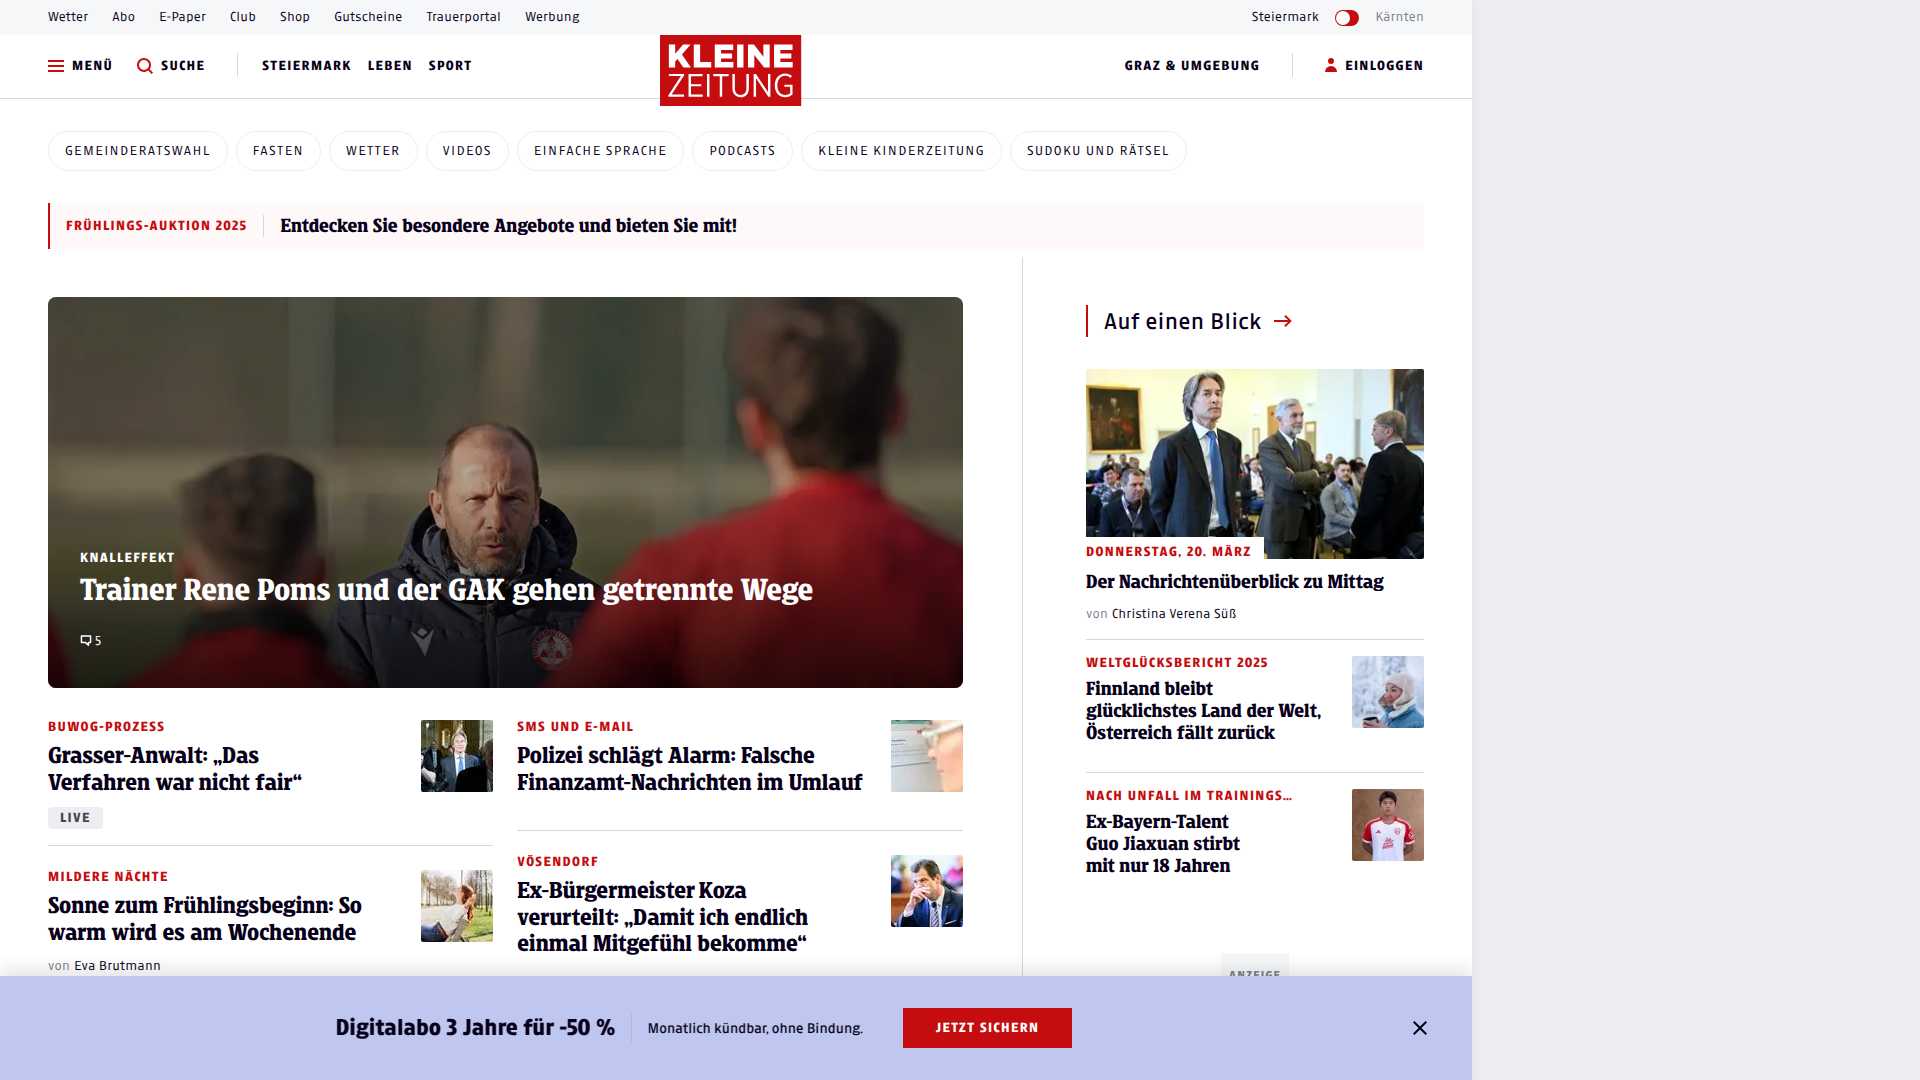 Wetter Abo E-Paper Club Shop Gutscheine Trauerportal Werbung
Steiermark Kärnten
MENÜ SUCHE STEIERMARK LEBEN SPORT
KLEINE
ZEITUNG
GRAZ & UMGEBUNG EINLOGGEN
GEMEINDERATSWAHL FASTEN WETTER VIDEOS EINFACHE SPRACHE PODCASTS KLEINE KINDERZEITUNG SUDOKU UND RÄTSEL
FRÜHLINGS-AUKTION 2025 Entdecken Sie besondere Angebote und bieten Sie mit!
KNALLEFFEKT
Trainer Rene Poms und der GAK gehen getrennte Wege
5
BUWOG-PROZESS
Grasser-Anwalt: „Das
Verfahren war nicht fair“
LIVE
MILDERE NÄCHTE
Sonne zum Frühlingsbeginn: So
warm wird es am Wochenende
von Eva Brutmann
SMS UND E-MAIL
Polizei schlägt Alarm: Falsche
Finanzamt-Nachrichten im Umlauf
VÖSENDORF
Ex-Bürgermeister Koza
verurteilt: „Damit ich endlich
einmal Mitgefühl bekomme“
Auf einen Blick
DONNERSTAG, 20. MÄRZ
Der Nachrichtenüberblick zu Mittag
von Christina Verena Süß
WELTGLÜCKSBERICHT 2025
Finnland bleibt
glücklichstes Land der Welt,
Österreich fällt zurück
NACH UNFALL IM TRAININGS…
Ex-Bayern-Talent
Guo Jiaxuan stirbt
mit nur 18 Jahren
ANZEIGE
Digitalabo 3 Jahre für -50 % Monatlich kündbar, ohne Bindung. JETZT SICHERN